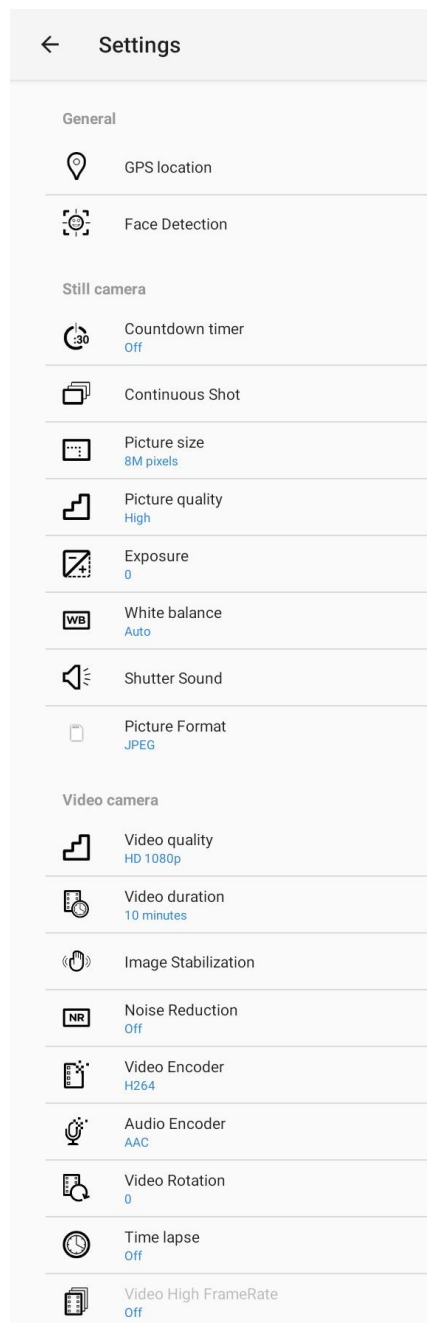 Settings
General
GPS location
Face Detection
Still camera
:30
Countdown timer
Off
Continuous Shot
Picture size
8M pixels
Picture quality
High
Exposure
0
WB
White balance
Auto
Shutter Sound
Picture Format
JPEG
Video camera
Video quality
HD 1080p
Video duration
10 minutes
Image Stabilization
NR
Noise Reduction
Off
Video Encoder
H264
Audio Encoder
AAC
Video Rotation
0
Time lapse
Off
Video High FrameRate
Off